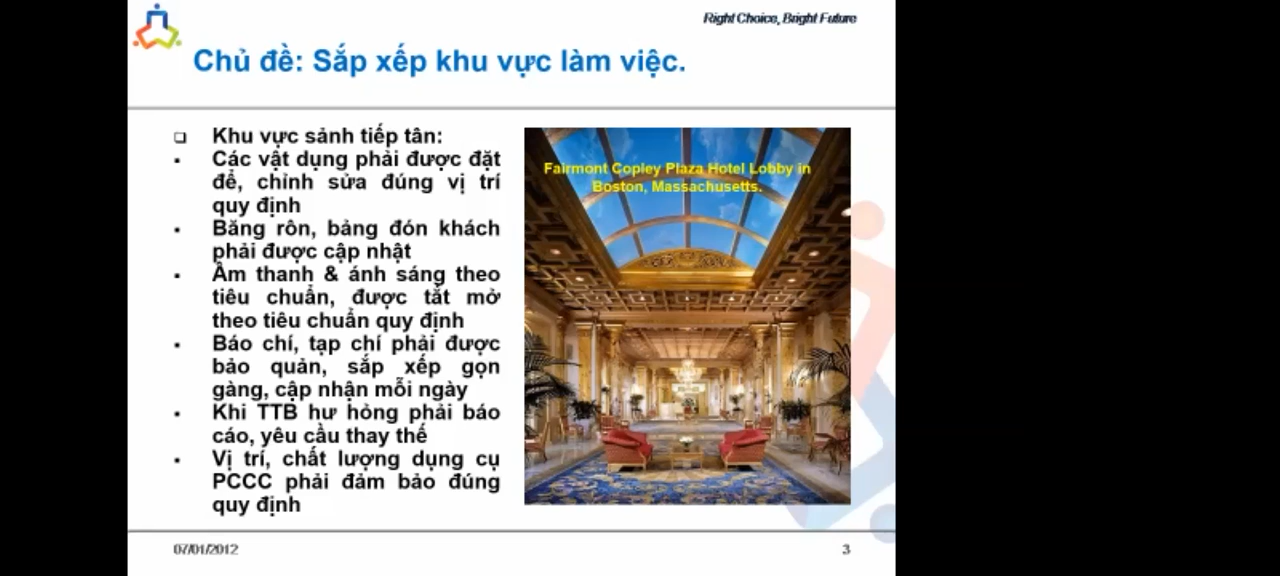 Right Choice, Bright Future
Chủ đề: Sắp xếp khu vực làm việc.
Khu vực sảnh tiếp tân:
Các vật dụng phải được đặt
để, chỉnh sửa đúng vị trí
quy định
Băng rôn, bảng đón khách
phải được cập nhật
Âm thanh & ánh sáng theo
tiêu chuẩn, được tắt mở
theo tiêu chuẩn quy định
Báo chí, tạp chí phải được
bảo quản, sắp xếp gọn
gàng, cập nhận mỗi ngày
Khi TTB hư hỏng phải báo
cáo, yêu cầu thay thế
Vị trí, chất lượng dụng cụ
PCCC phải đảm bảo đúng
quy định
Fairmont Copley Plaza Hotel Lobby in
Boston, Massachusetts.
07/01/2012
3